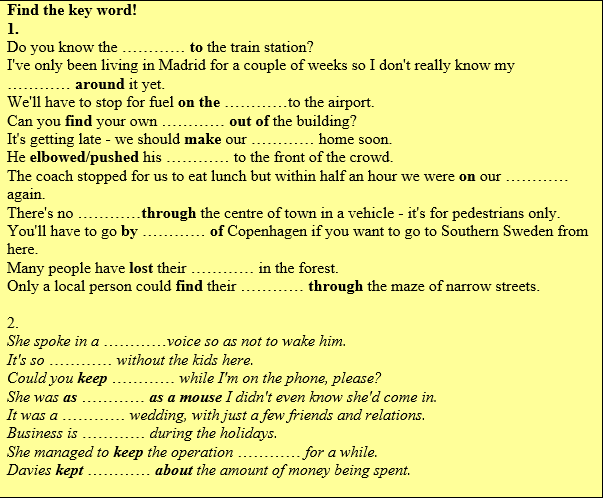 Find the key word!
1.
Do you know the ………… to the train station?
I've only been living in Madrid for a couple of weeks so I don't really know my
………… around it yet.
We'll have to stop for fuel on the …………to the airport.
Can you find your own ………… out of the building?
It's getting late - we should make our ………… home soon.
He elbowed/pushed his ………… to the front of the crowd.
The coach stopped for us to eat lunch but within half an hour we were on our …………
again.
There's no …………through the centre of town in a vehicle - it's for pedestrians only.
You'll have to go by ………… of Copenhagen if you want to go to Southern Sweden from
here.
Many people have lost their ………… in the forest.
Only a local person could find their ………… through the maze of narrow streets.
2.
She spoke in a …………voice so as not to wake him.
It's so ………… without the kids here.
Could you keep ………… while I'm on the phone, please?
She was as ………… as a mouse I didn't even know she'd come in.
It was a ………… wedding, with just a few friends and relations.
Business is ………… during the holidays.
She managed to keep the operation ………… for a while.
Davies kept ………… about the amount of money being spent.